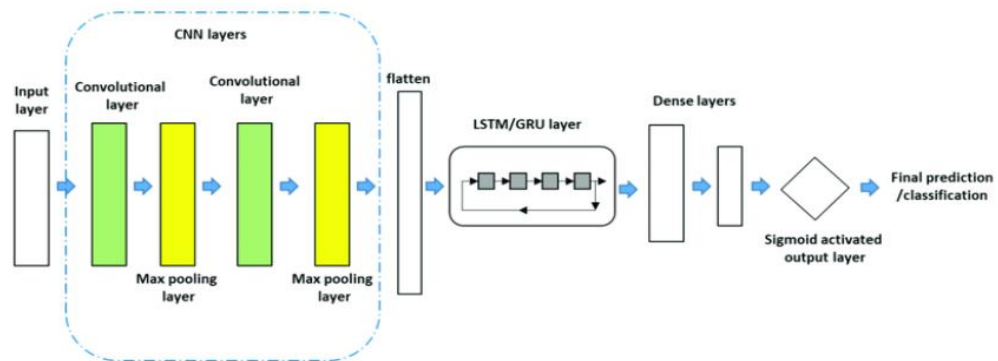 CNN layers
Input
layer
Convolutional
layer
Max pooling
layer
Convolutional
layer
Max pooling
layer
flatten
LSTM/GRU layer
Dense layers
Sigmoid activated
output layer
Final prediction
/classification